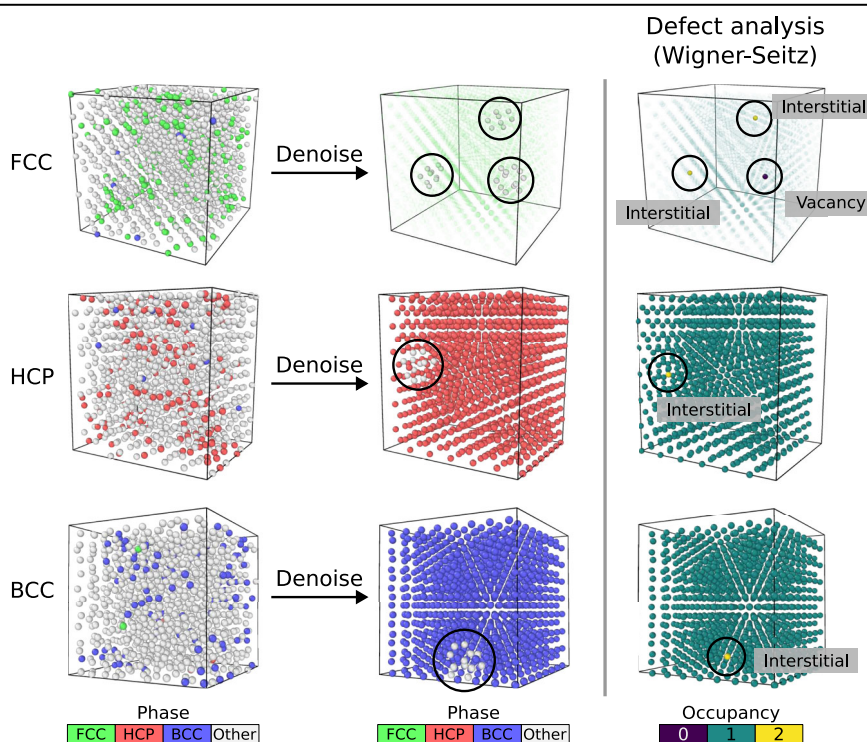 Defect analysis
(Wigner-Seitz)
FCC
Denoise
Interstitial
Interstitial
Vacancy
HCP
Denoise
Interstitial
BCC
Denoise
Interstitial
Phase
FCC HCP BCC Other
Phase
FCC HCP BCC Other
Occupancy
0 1 2